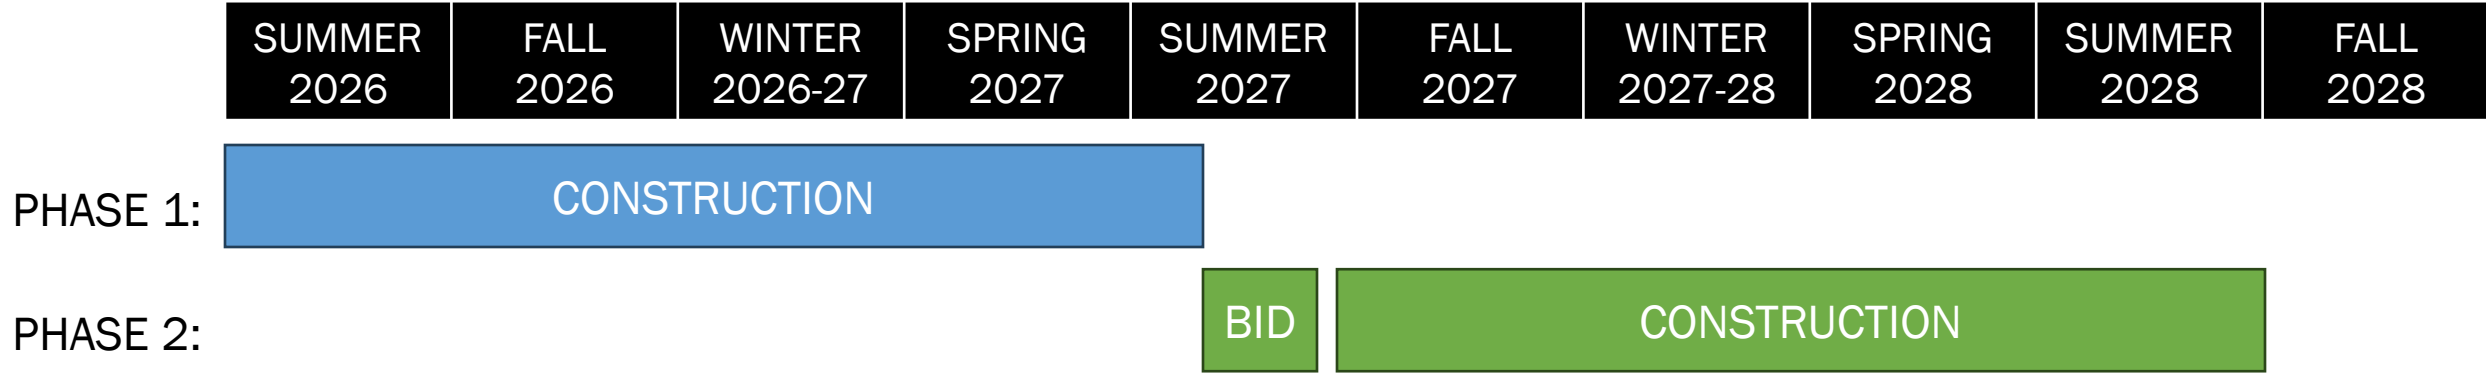 SUMMER 2026
FALL 2026
WINTER 2026-27
SPRING 2027
SUMMER 2027
FALL 2027
WINTER 2027-28
SPRING 2028
SUMMER 2028
FALL 2028
PHASE 1:
CONSTRUCTION
PHASE 2:
BID
CONSTRUCTION